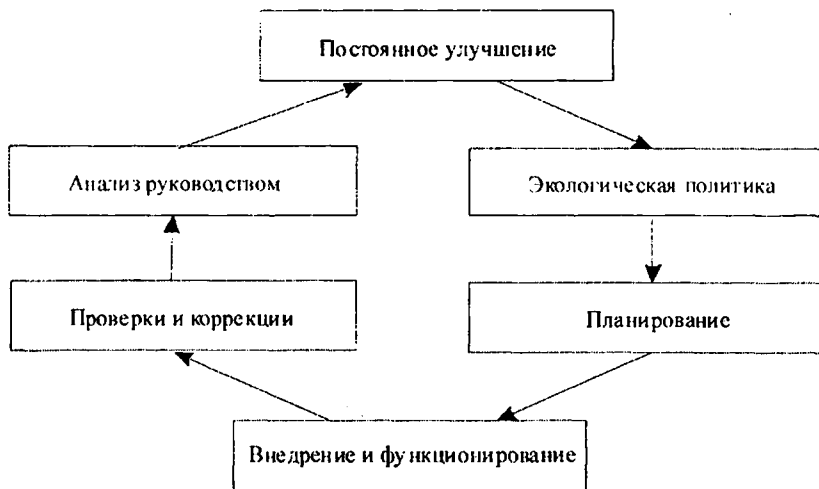 Постоянное улучшение
Анализ руководством
Экологическая политика
Проверки и коррекции
Планирование
Внедрение и функционирование